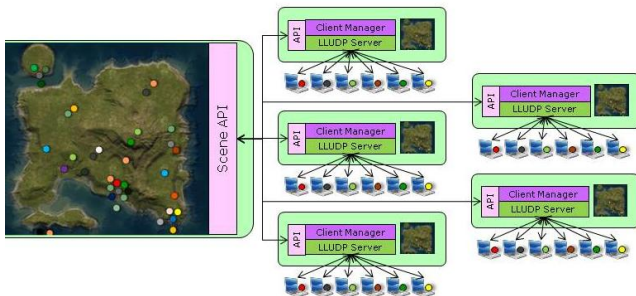 Scene API
API
Client Manager
LLUDP Server
API
Client Manager
LLUDP Server
API
Client Manager
LLUDP Server
API
Client Manager
LLUDP Server
API
Client Manager
LLUDP Server